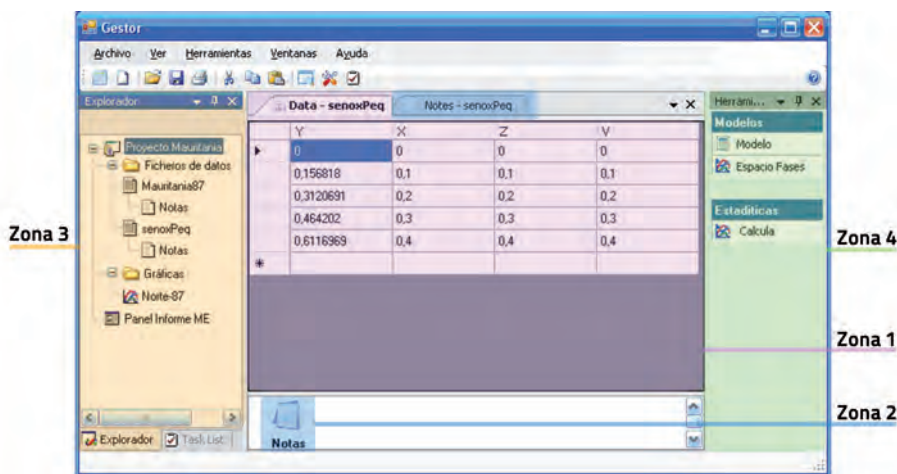 Gestor
Archivo Ver Herramientas Ventanas Ayuda
Explorador
Proyecto Mauritania
Ficheros de datos
Mauritania87
Notas
senoxPeq
Notas
Gráficas
Norte-87
Panel Informe ME
Explorador Task List
Data - senoxPeq Notes - senoxPeq
Y X Z V
0 0 0 0
0,156818 0,1 0,1 0,1
0,3120691 0,2 0,2 0,2
0,464202 0,3 0,3 0,3
0,6116969 0,4 0,4 0,4
Notas
Herrami...
Modelos
Modelo
Espacio Fases
Estadíticas
Calcula
Zona 3
Zona 4
Zona 1
Zona 2